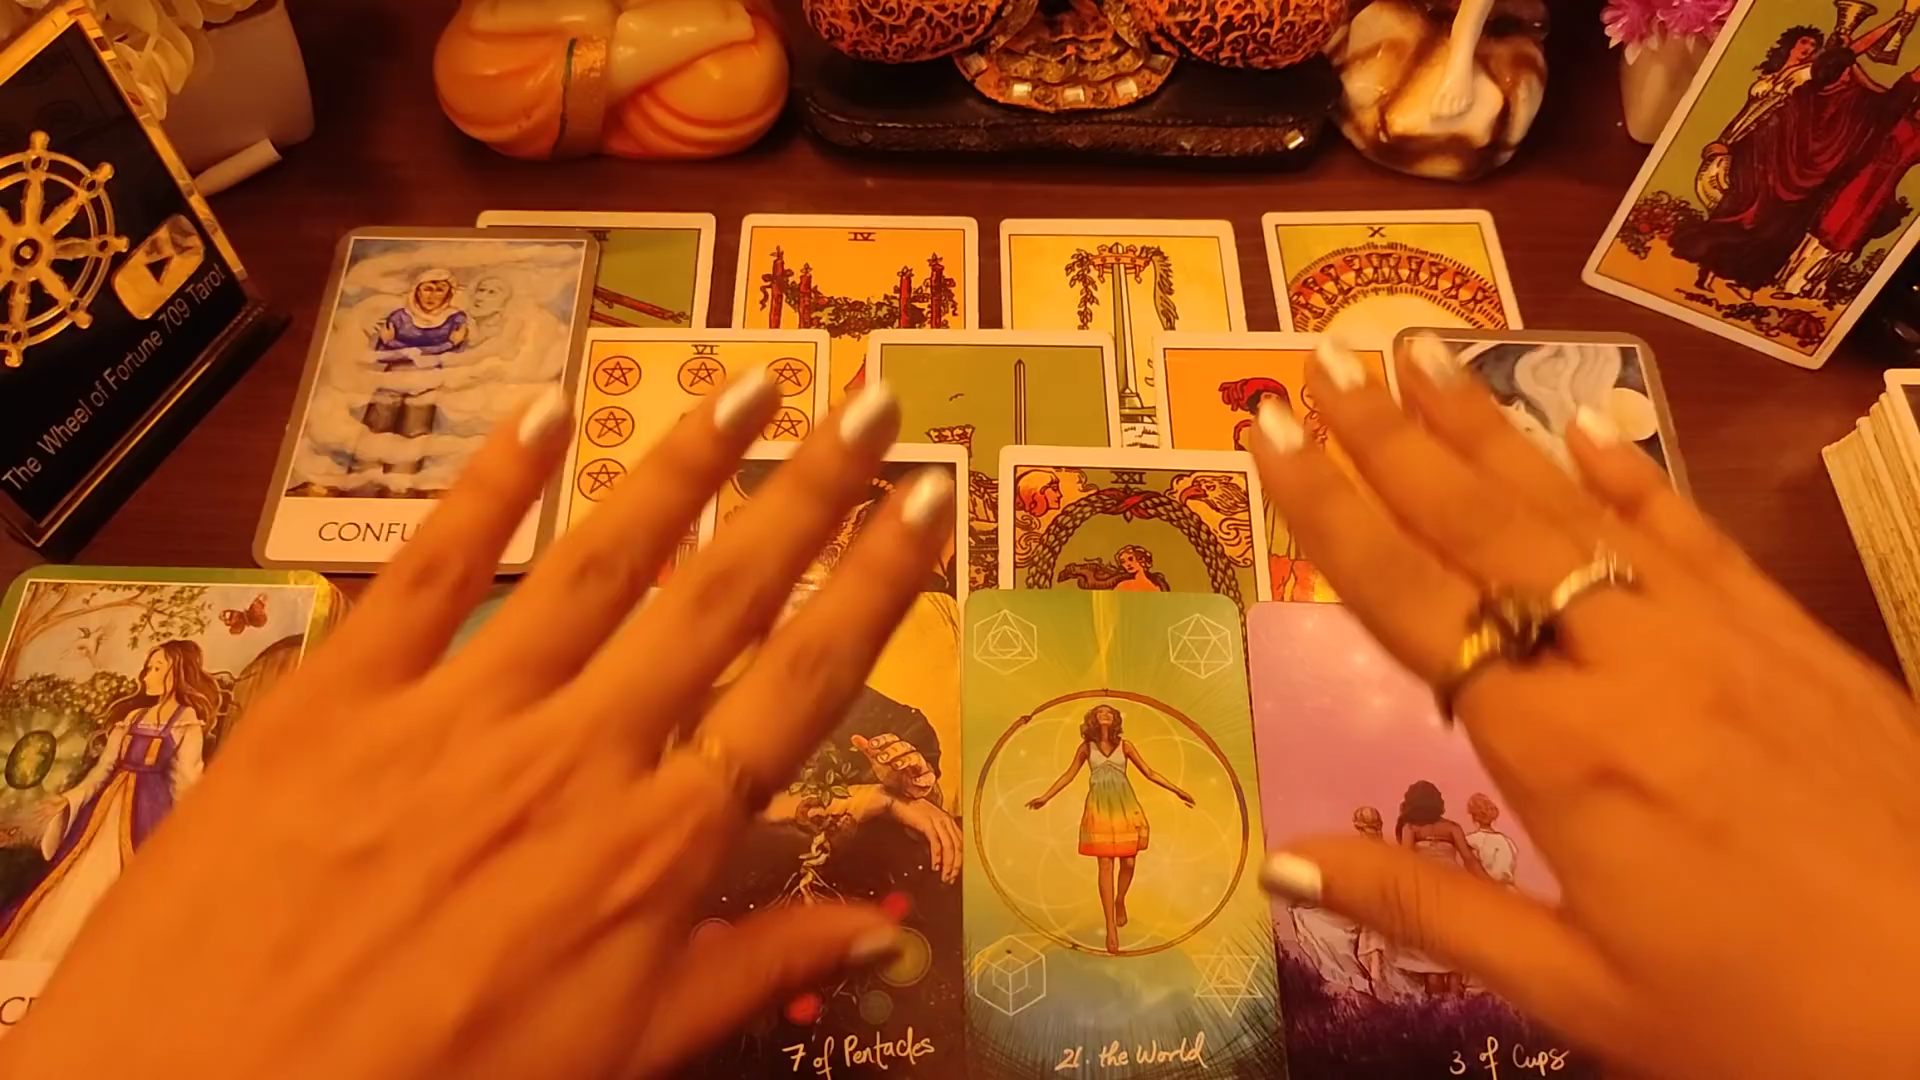 The Wheel of Fortune 709 Tarot
IV
X
CONFU
VI
XXI
7 of Pentacles
21. the World
3 of Cups